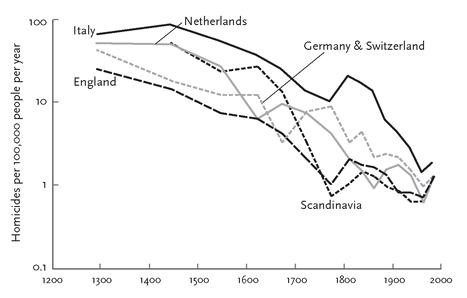 Homicides per 100,000 people per year
100
10
1
0.1
Italy
Netherlands
Germany & Switzerland
England
Scandinavia
1200 1300 1400 1500 1600 1700 1800 1900 2000